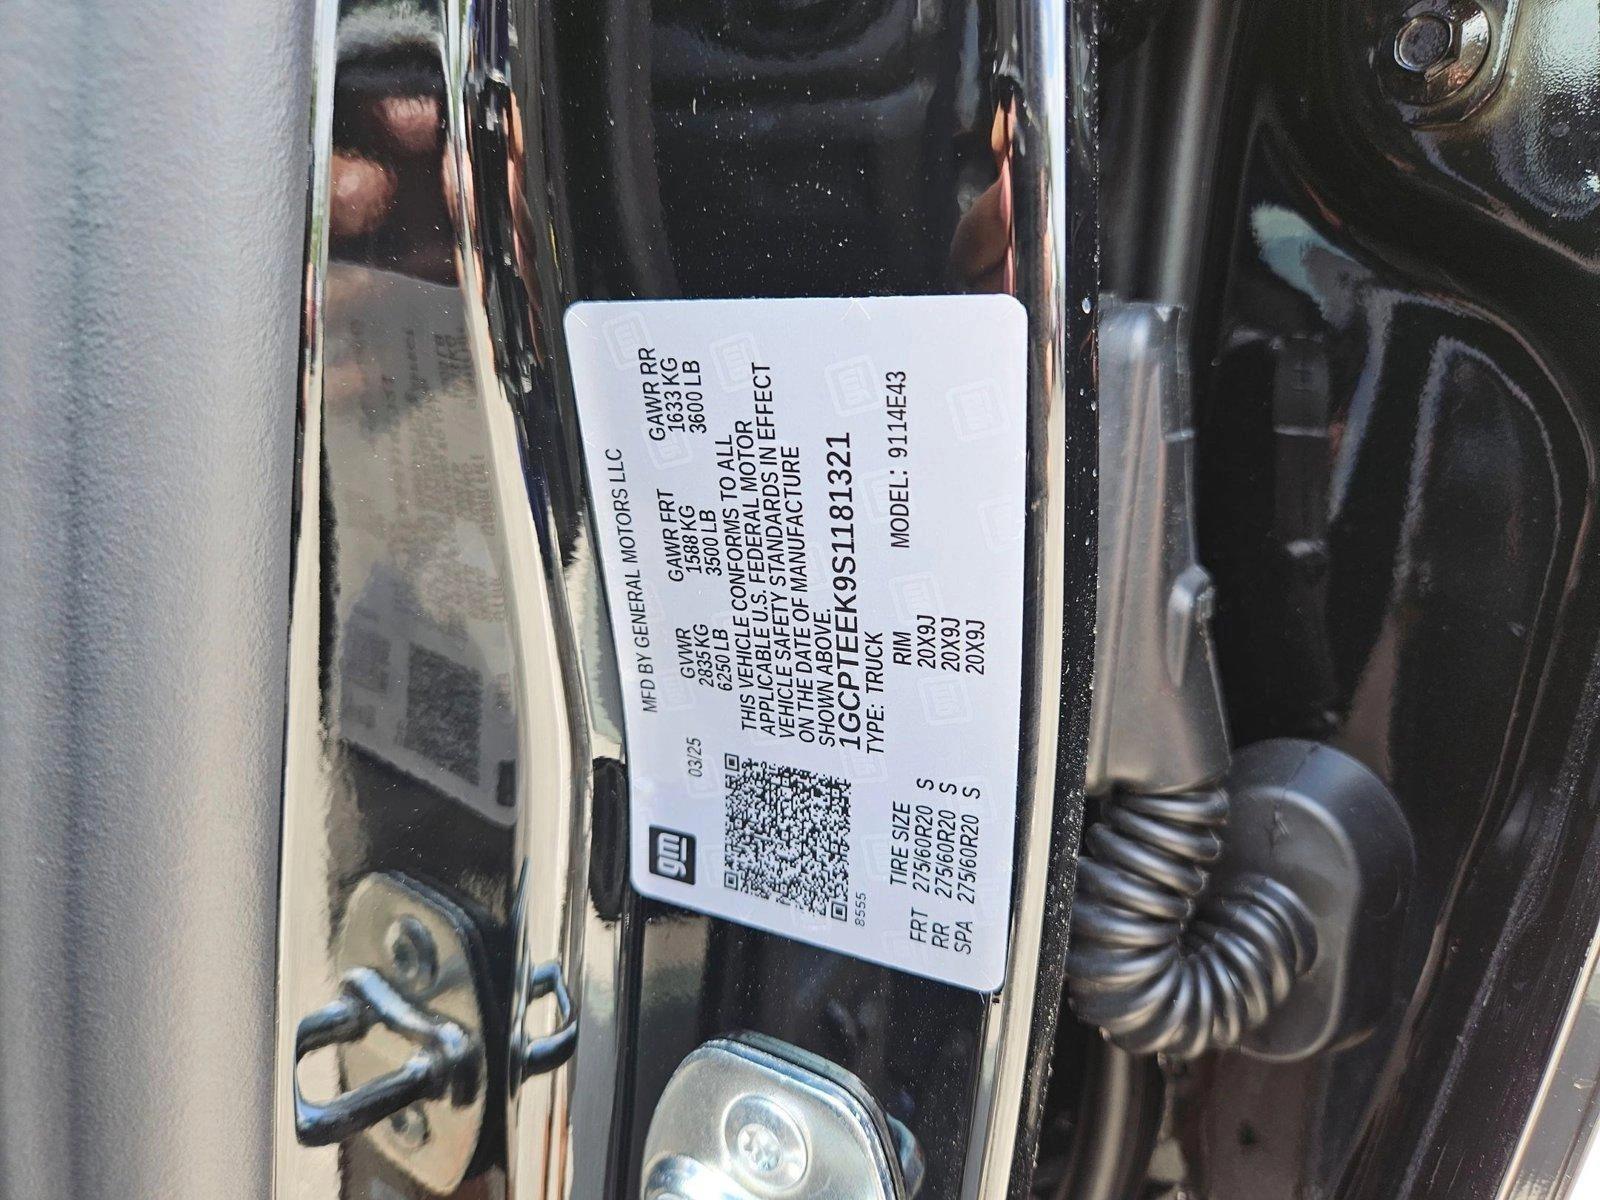 gm
MFD BY GENERAL MOTORS LLC
03/25
GVWR GAWR FRT GAWR RR
2835 KG 1588 KG 1633 KG
6250 LB 3500 LB 3600 LB
THIS VEHICLE CONFORMS TO ALL
APPLICABLE U.S. FEDERAL MOTOR
VEHICLE SAFETY STANDARDS IN EFFECT
ON THE DATE OF MANUFACTURE
SHOWN ABOVE.
1GCPTEEK9S1181321
TYPE: TRUCK
8555
TIRE SIZE RIM MODEL: 9114E43
FRT 275/60R20 S 20X9J
RR 275/60R20 S 20X9J
SPA 275/60R20 S 20X9J